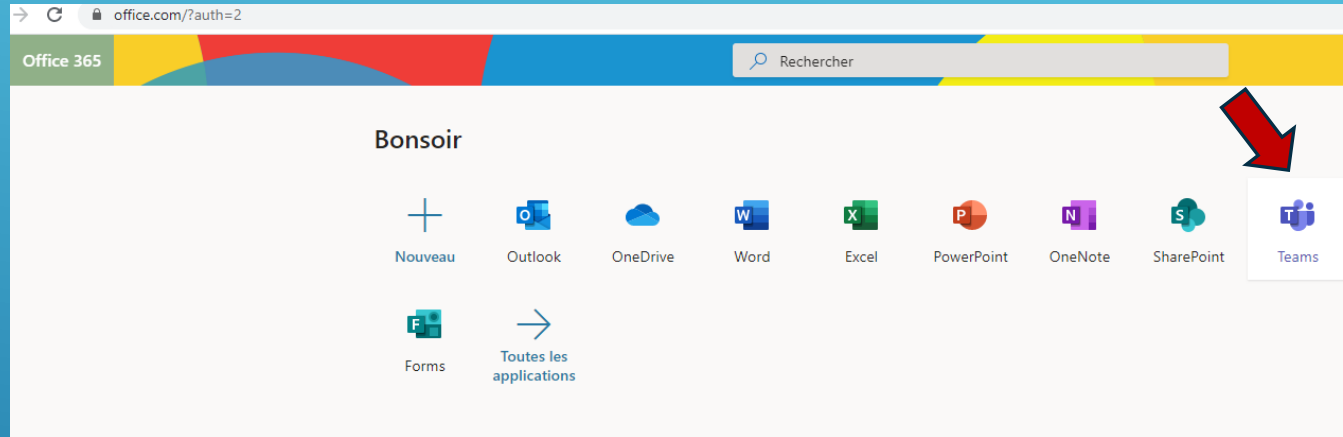 office.com/?auth=2
Office 365
Rechercher
Bonsoir
Nouveau
Outlook
OneDrive
Word
Excel
PowerPoint
OneNote
SharePoint
Teams
Forms
Toutes les
applications